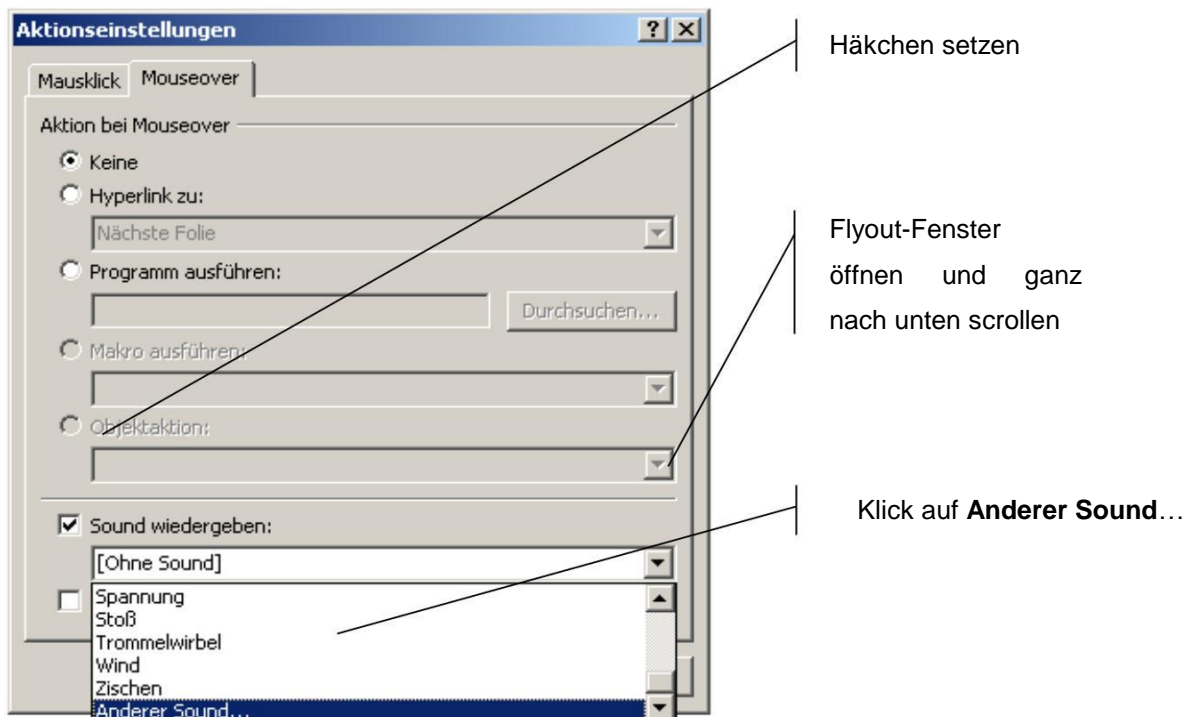 Aktionseinstellungen
Mausklick Mouseover
Aktion bei Mouseover
Keine
Hyperlink zu:
Nächste Folie
Programm ausführen:
Durchsuchen...
Makro ausführen:
Objektaktion:
Sound wiedergeben:
[Ohne Sound]
Spannung
Stoß
Trommelwirbel
Wind
Zischen
Anderer Sound...
Häkchen setzen
Flyout-Fenster
öffnen und ganz
nach unten scrollen
Klick auf Anderer Sound…